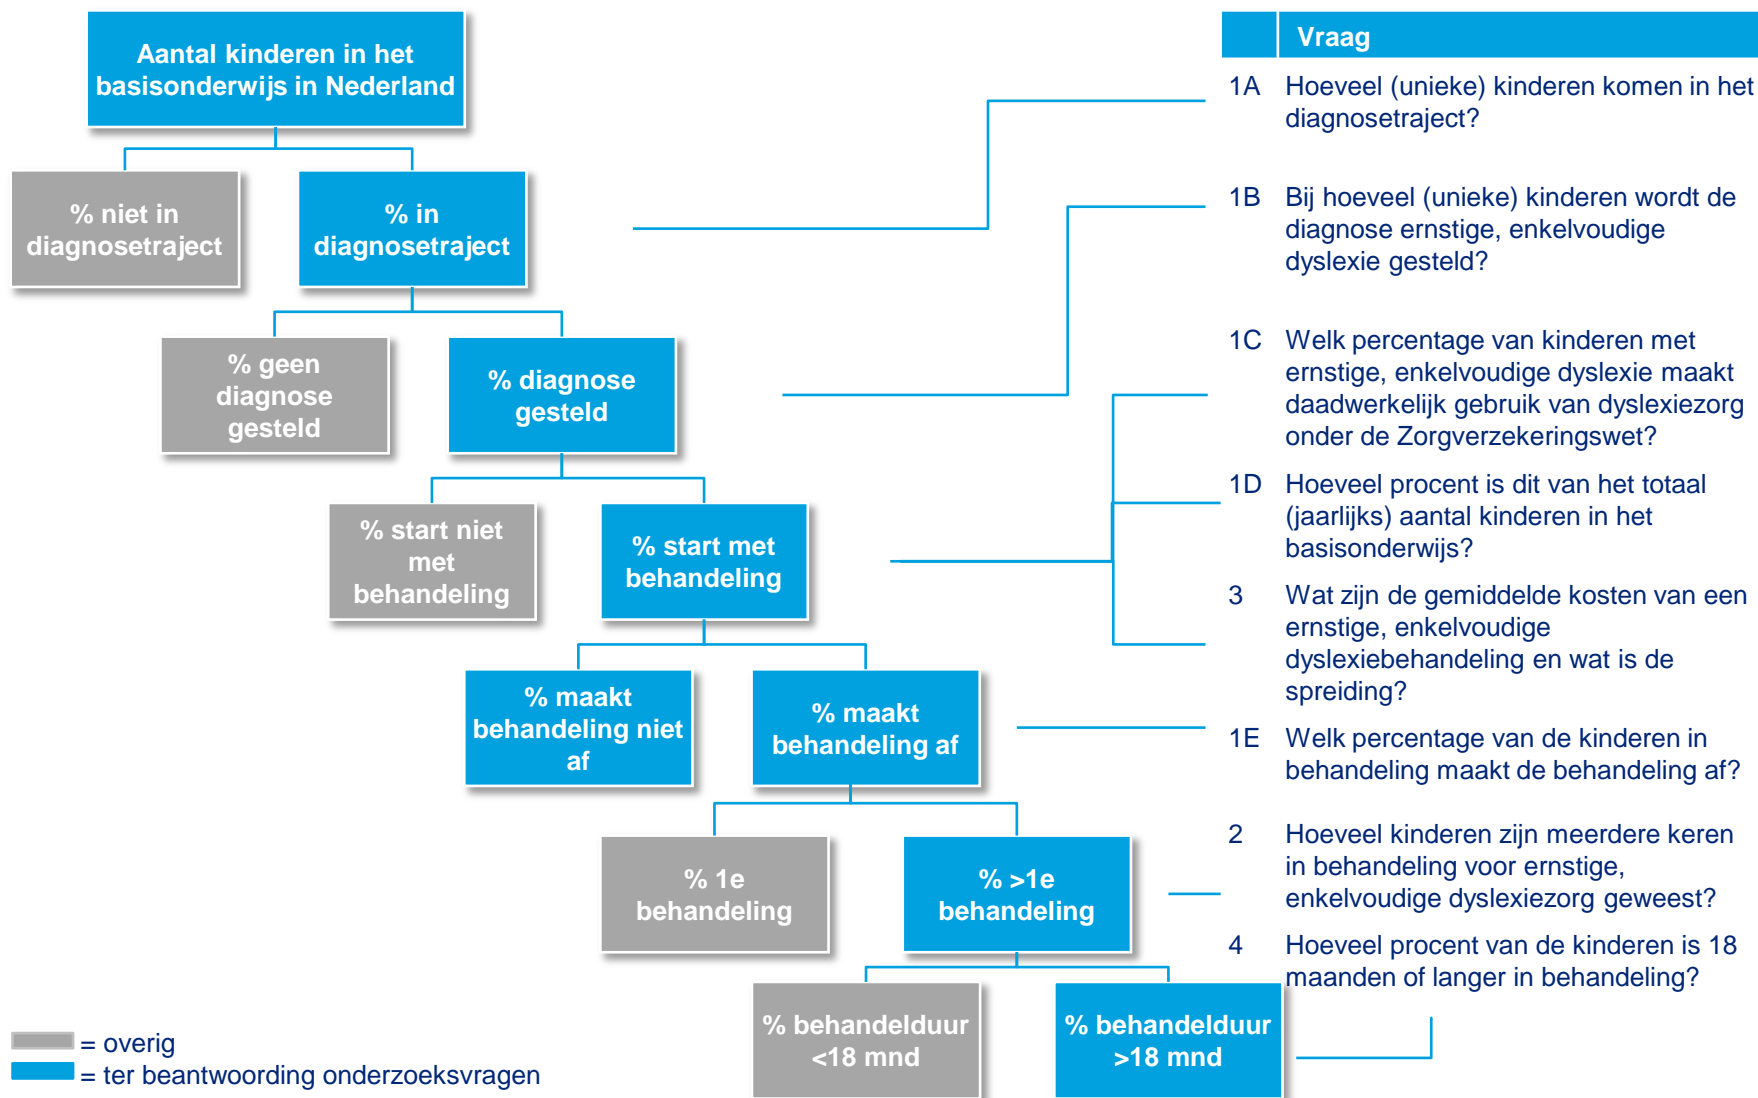 Aantal kinderen in het
basisonderwijs in Nederland
% niet in
diagnosetraject
% in
diagnosetraject
% geen
diagnose
gesteld
% diagnose
gesteld
% start niet
met
behandeling
% start met
behandeling
% maakt
behandeling niet
af
% maakt
behandeling af
% 1e
behandeling
% >1e
behandeling
% behandelduur
<18 mnd
% behandelduur
>18 mnd
= overig
= ter beantwoording onderzoeksvragen
Vraag
1A Hoeveel (unieke) kinderen komen in het
diagnosetraject?
1B Bij hoeveel (unieke) kinderen wordt de
diagnose ernstige, enkelvoudige
dyslexie gesteld?
1C Welk percentage van kinderen met
ernstige, enkelvoudige dyslexie maakt
daadwerkelijk gebruik van dyslexiezorg
onder de Zorgverzekeringswet?
1D Hoeveel procent is dit van het totaal
(jaarlijks) aantal kinderen in het
basisonderwijs?
3 Wat zijn de gemiddelde kosten van een
ernstige, enkelvoudige
dyslexiebehandeling en wat is de
spreiding?
1E Welk percentage van de kinderen in
behandeling maakt de behandeling af?
2 Hoeveel kinderen zijn meerdere keren
in behandeling voor ernstige,
enkelvoudige dyslexiezorg geweest?
4 Hoeveel procent van de kinderen is 18
maanden of langer in behandeling?